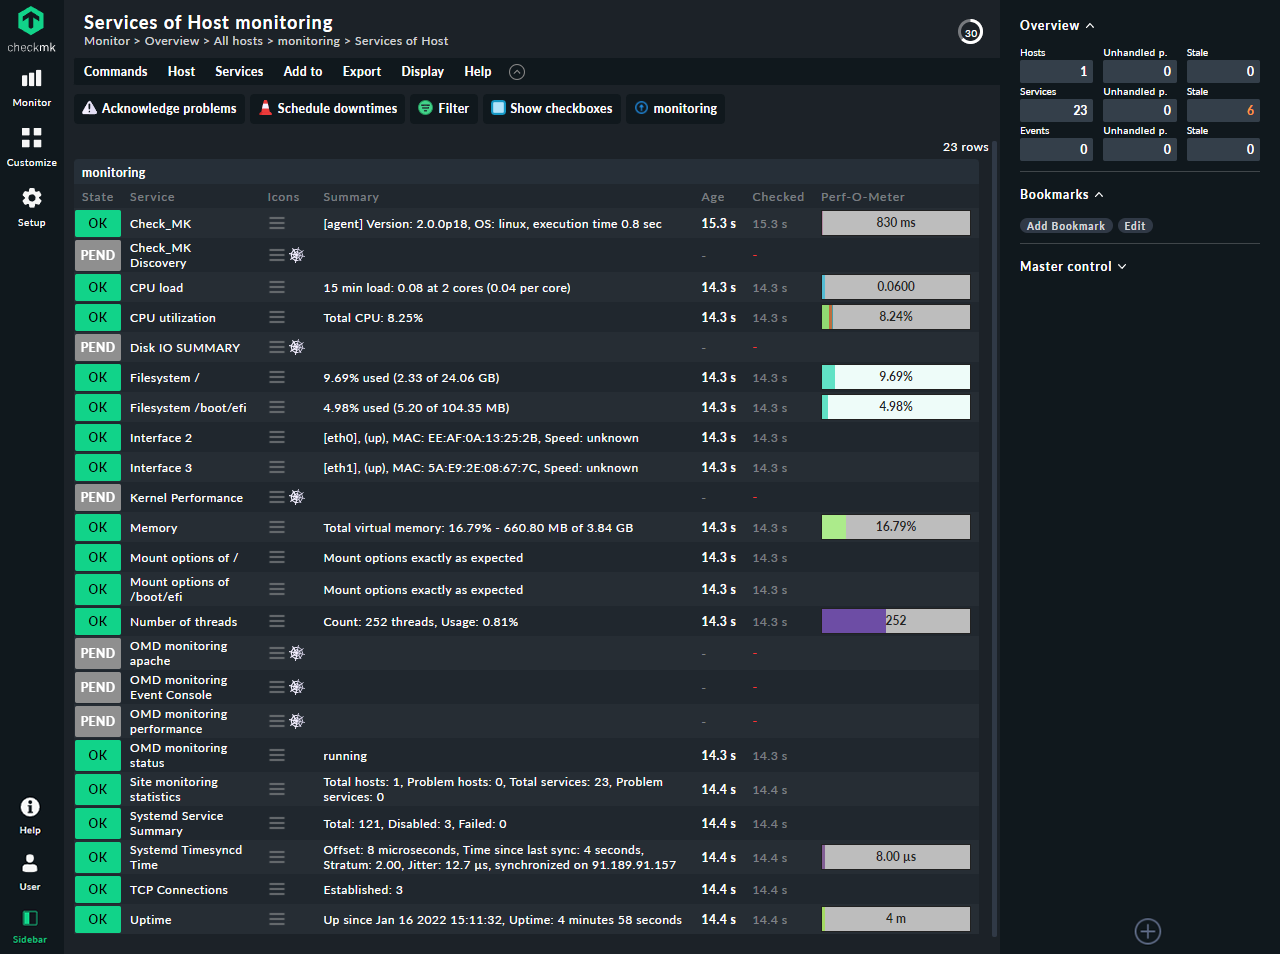 checkmk
Monitor
Customize
Setup
Help
User
Sidebar
Services of Host monitoring
Monitor > Overview > All hosts > monitoring > Services of Host
30
Commands Host Services Add to Export Display Help
Acknowledge problems Schedule downtimes Filter Show checkboxes monitoring
23 rows
monitoring
State Service Icons Summary Age Checked Perf-O-Meter
OK Check_MK [agent] Version: 2.0.0p18, OS: linux, execution time 0.8 sec 15.3 s 15.3 s 830 ms
PEND Check_MK
Discovery - -
OK CPU load 15 min load: 0.08 at 2 cores (0.04 per core) 14.3 s 14.3 s 0.0600
OK CPU utilization Total CPU: 8.25% 14.3 s 14.3 s 8.24%
PEND Disk IO SUMMARY - -
OK Filesystem / 9.69% used (2.33 of 24.06 GB) 14.3 s 14.3 s 9.69%
OK Filesystem /boot/efi 4.98% used (5.20 of 104.35 MB) 14.3 s 14.3 s 4.98%
OK Interface 2 [eth0], (up), MAC: EE:AF:0A:13:25:2B, Speed: unknown 14.3 s 14.3 s
OK Interface 3 [eth1], (up), MAC: 5A:E9:2E:08:67:7C, Speed: unknown 14.3 s 14.3 s
PEND Kernel Performance - -
OK Memory Total virtual memory: 16.79% - 660.80 MB of 3.84 GB 14.3 s 14.3 s 16.79%
OK Mount options of / Mount options exactly as expected 14.3 s 14.3 s
OK Mount options of
/boot/efi Mount options exactly as expected 14.3 s 14.3 s
OK Number of threads Count: 252 threads, Usage: 0.81% 14.3 s 14.3 s 252
PEND OMD monitoring
apache - -
PEND OMD monitoring
Event Console - -
PEND OMD monitoring
performance - -
OK OMD monitoring
status running 14.3 s 14.3 s
OK Site monitoring
statistics Total hosts: 1, Problem hosts: 0, Total services: 23, Problem
services: 0 14.4 s 14.4 s
OK Systemd Service
Summary Total: 121, Disabled: 3, Failed: 0 14.4 s 14.4 s
OK Systemd Timesyncd
Time Offset: 8 microseconds, Time since last sync: 4 seconds,
Stratum: 2.00, Jitter: 12.7 µs, synchronized on 91.189.91.157 14.4 s 14.4 s 8.00 µs
OK TCP Connections Established: 3 14.4 s 14.4 s
OK Uptime Up since Jan 16 2022 15:11:32, Uptime: 4 minutes 58 seconds 14.4 s 14.4 s 4 m
Overview
Hosts Unhandled p. Stale
1 0 0
Services Unhandled p. Stale
23 0 6
Events Unhandled p. Stale
0 0 0
Bookmarks
Add Bookmark Edit
Master control